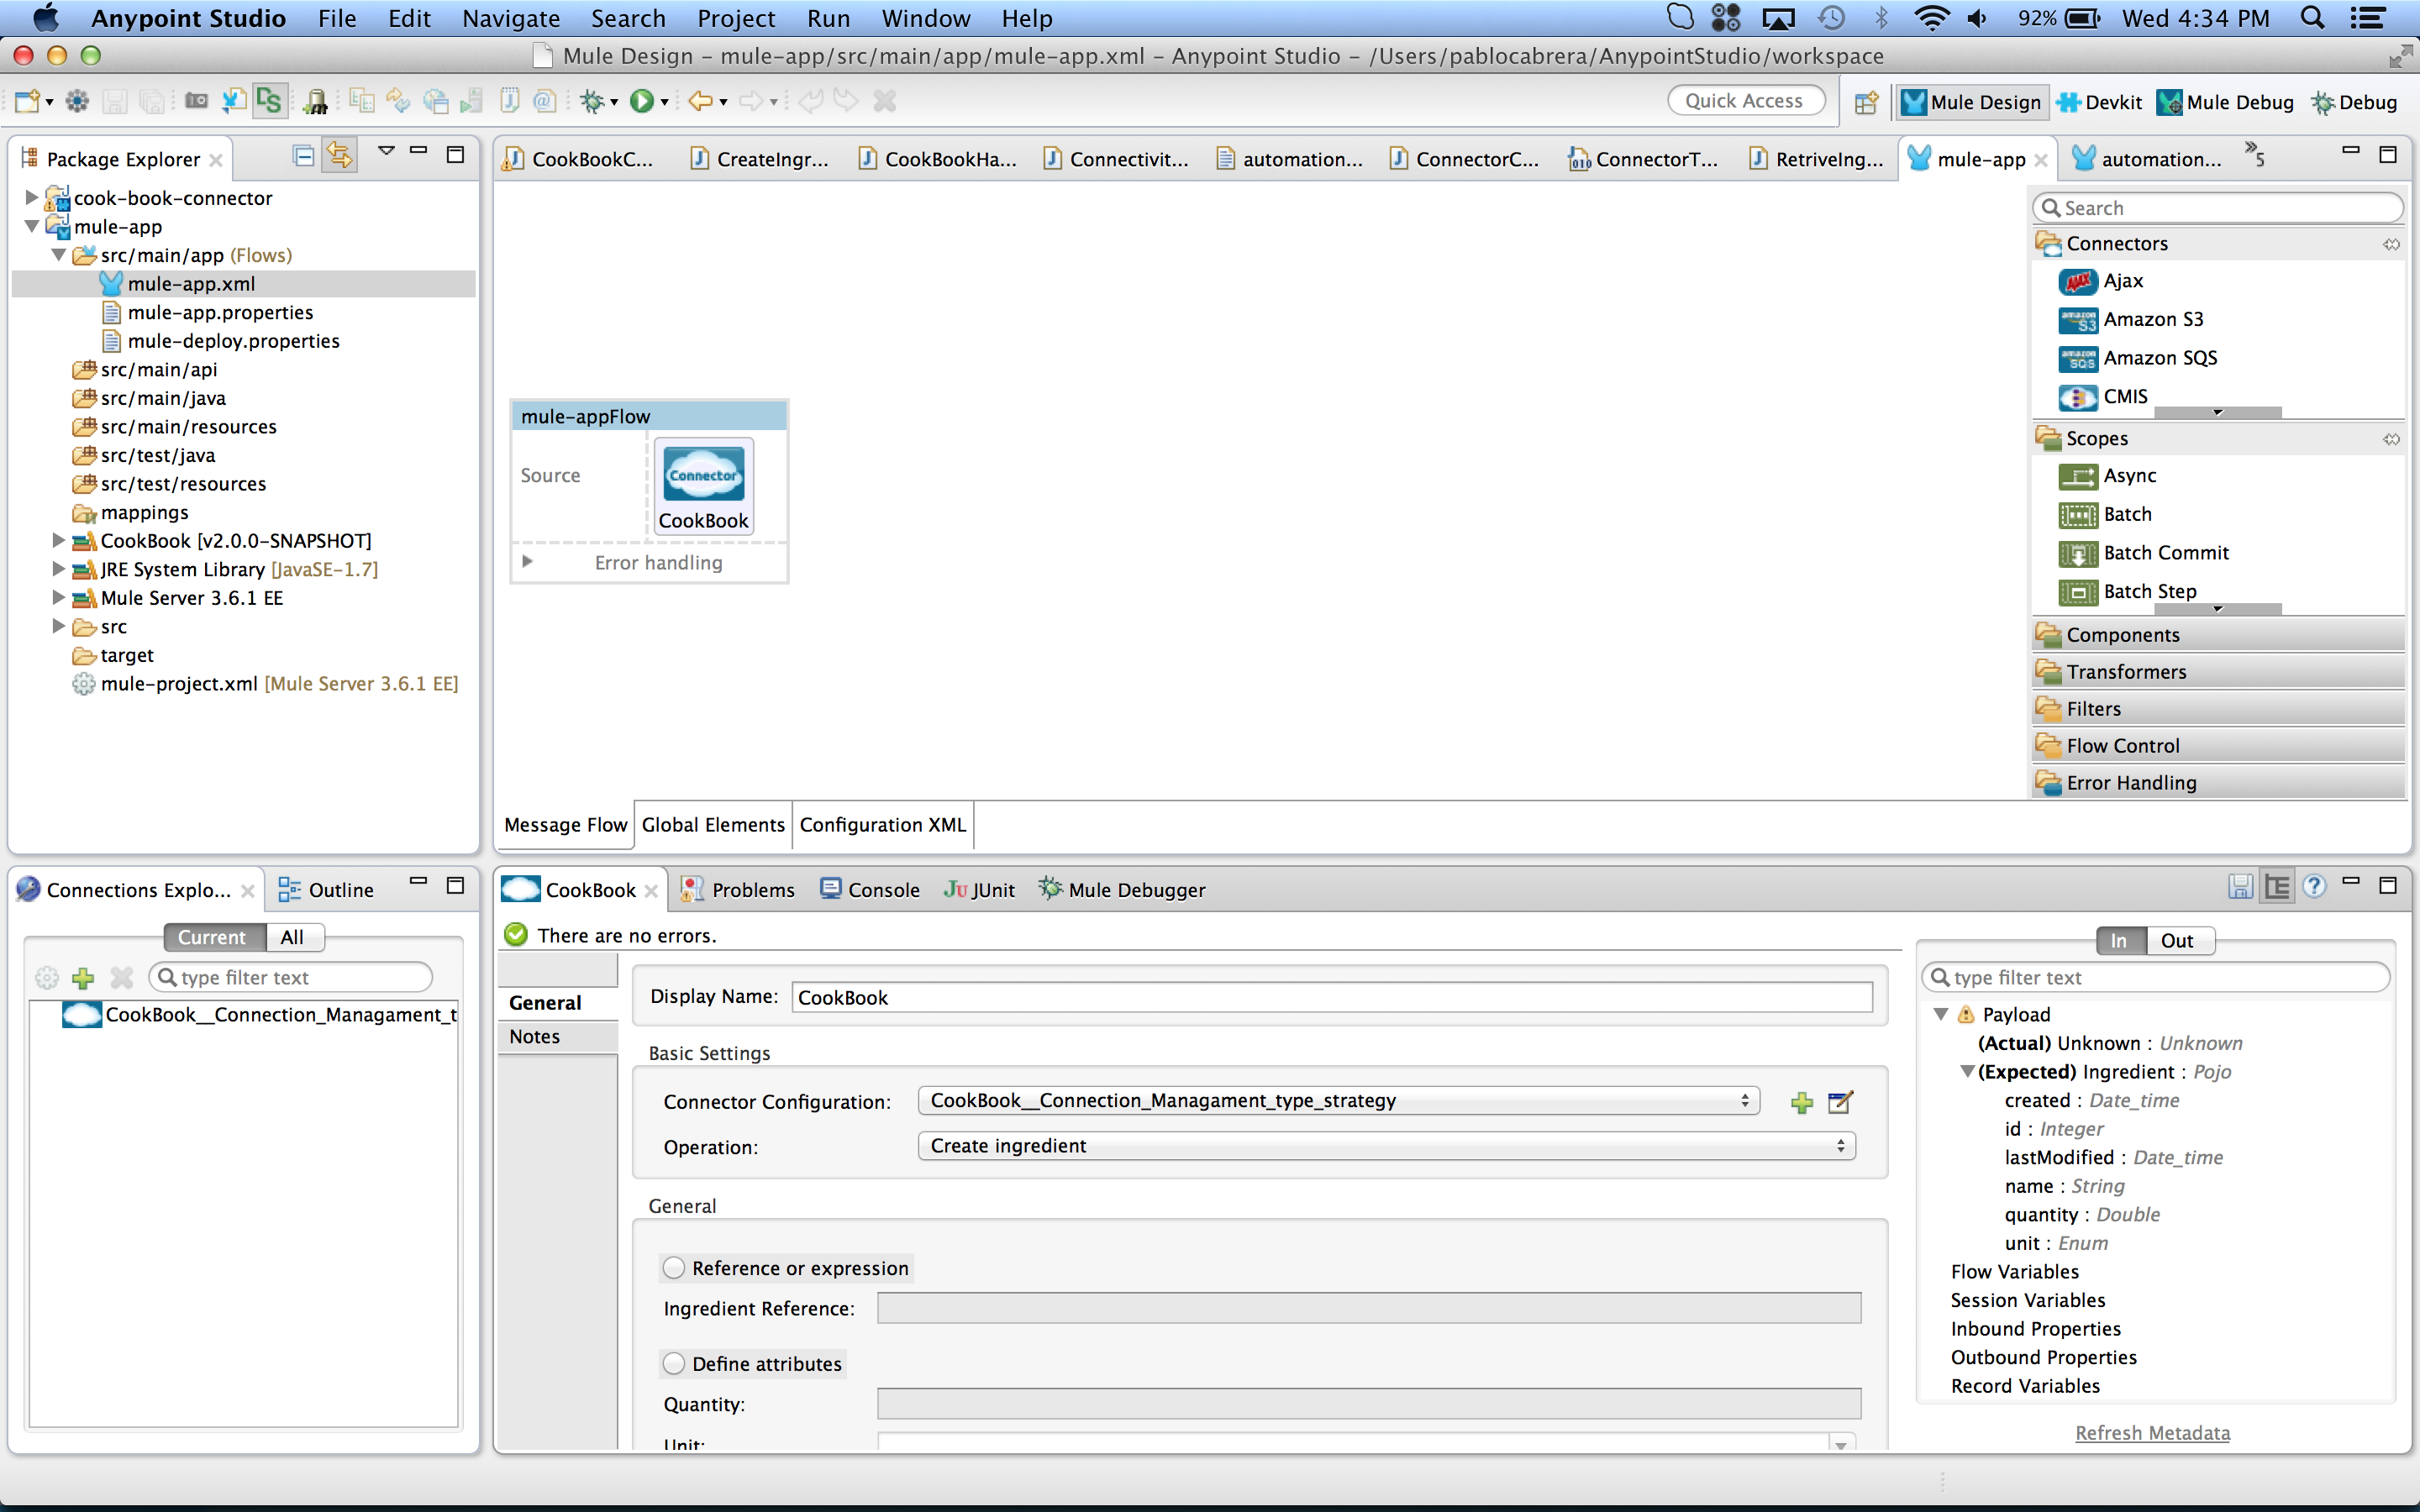 Anypoint Studio File Edit Navigate Search Project Run Window Help 92% Wed 4:34 PM
Mule Design – mule-app/src/main/app/mule-app.xml – Anypoint Studio – /Users/pablocabrera/AnypointStudio/workspace
Quick Access Mule Design Devkit Mule Debug Debug
Package Explorer
cook-book-connector
mule-app
src/main/app (Flows)
mule-app.xml
mule-app.properties
mule-deploy.properties
src/main/api
src/main/java
src/main/resources
src/test/java
src/test/resources
mappings
CookBook [v2.0.0-SNAPSHOT]
JRE System Library [JavaSE-1.7]
Mule Server 3.6.1 EE
src
target
mule-project.xml [Mule Server 3.6.1 EE]
CookBookC... CreateIngr... CookBookHa... Connectivit... automation... ConnectorC... ConnectorT... RetriveIng... mule-app automation... »5
mule-appFlow
Source
Connector
CookBook
Error handling
Search
Connectors
Ajax
Amazon S3
Amazon SQS
CMIS
Scopes
Async
Batch
Batch Commit
Batch Step
Components
Transformers
Filters
Flow Control
Error Handling
Message Flow Global Elements Configuration XML
Connections Explo... Outline
Current All
type filter text
CookBook__Connection_Managament_t
CookBook Problems Console JUnit Mule Debugger
There are no errors.
General
Notes
Display Name: CookBook
Basic Settings
Connector Configuration: CookBook__Connection_Managament_type_strategy
Operation: Create ingredient
General
Reference or expression
Ingredient Reference:
Define attributes
Quantity:
Unit:
In Out
type filter text
Payload
(Actual) Unknown : Unknown
(Expected) Ingredient : Pojo
created : Date_time
id : Integer
lastModified : Date_time
name : String
quantity : Double
unit : Enum
Flow Variables
Session Variables
Inbound Properties
Outbound Properties
Record Variables
Refresh Metadata